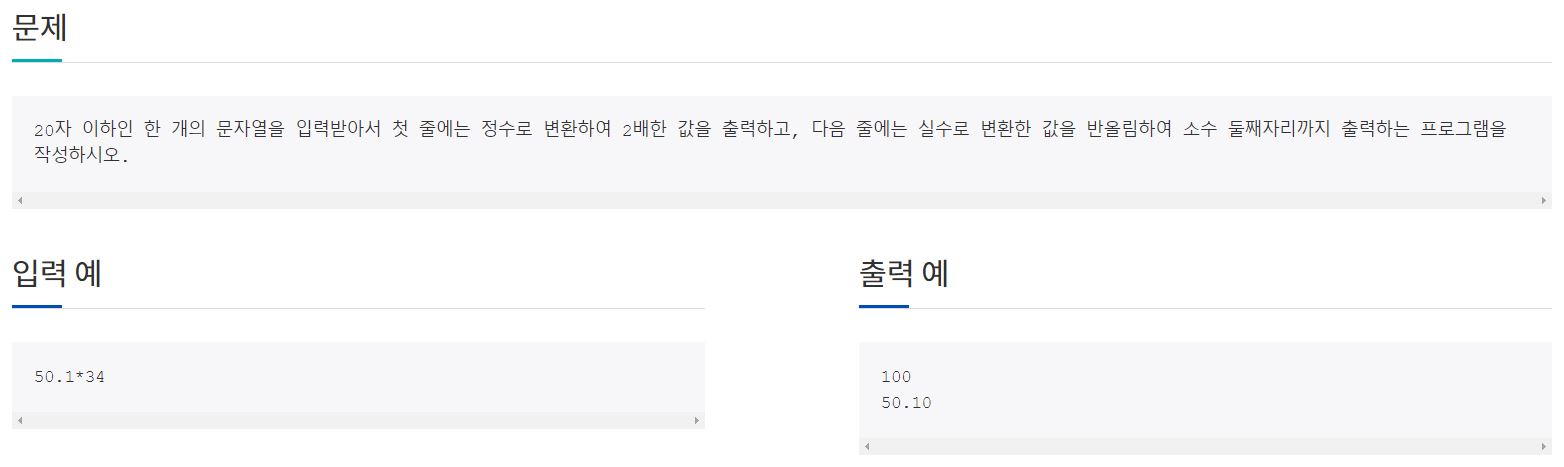 문제
20자 이하인 한 개의 문자열을 입력받아서 첫 줄에는 정수로 변환하여 2배한 값을 출력하고, 다음 줄에는 실수로 변환한 값을 반올림하여 소수 둘째자리까지 출력하는 프로그램을
작성하시오.
입력 예
출력 예
50.1*34
100
50.10